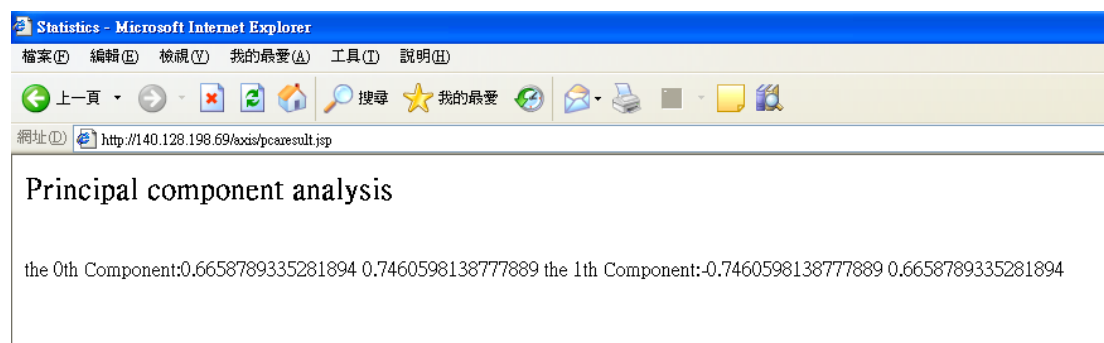 Statistics - Microsoft Internet Explorer
檔案(F) 編輯(E) 檢視(V) 我的最愛(A) 工具(T) 說明(H)
上一頁 搜尋 我的最愛
網址(D) http://140.128.198.69/axis/pcaresult.jsp
Principal component analysis
the 0th Component:0.6658789335281894 0.7460598138777889 the 1th Component:-0.7460598138777889 0.6658789335281894